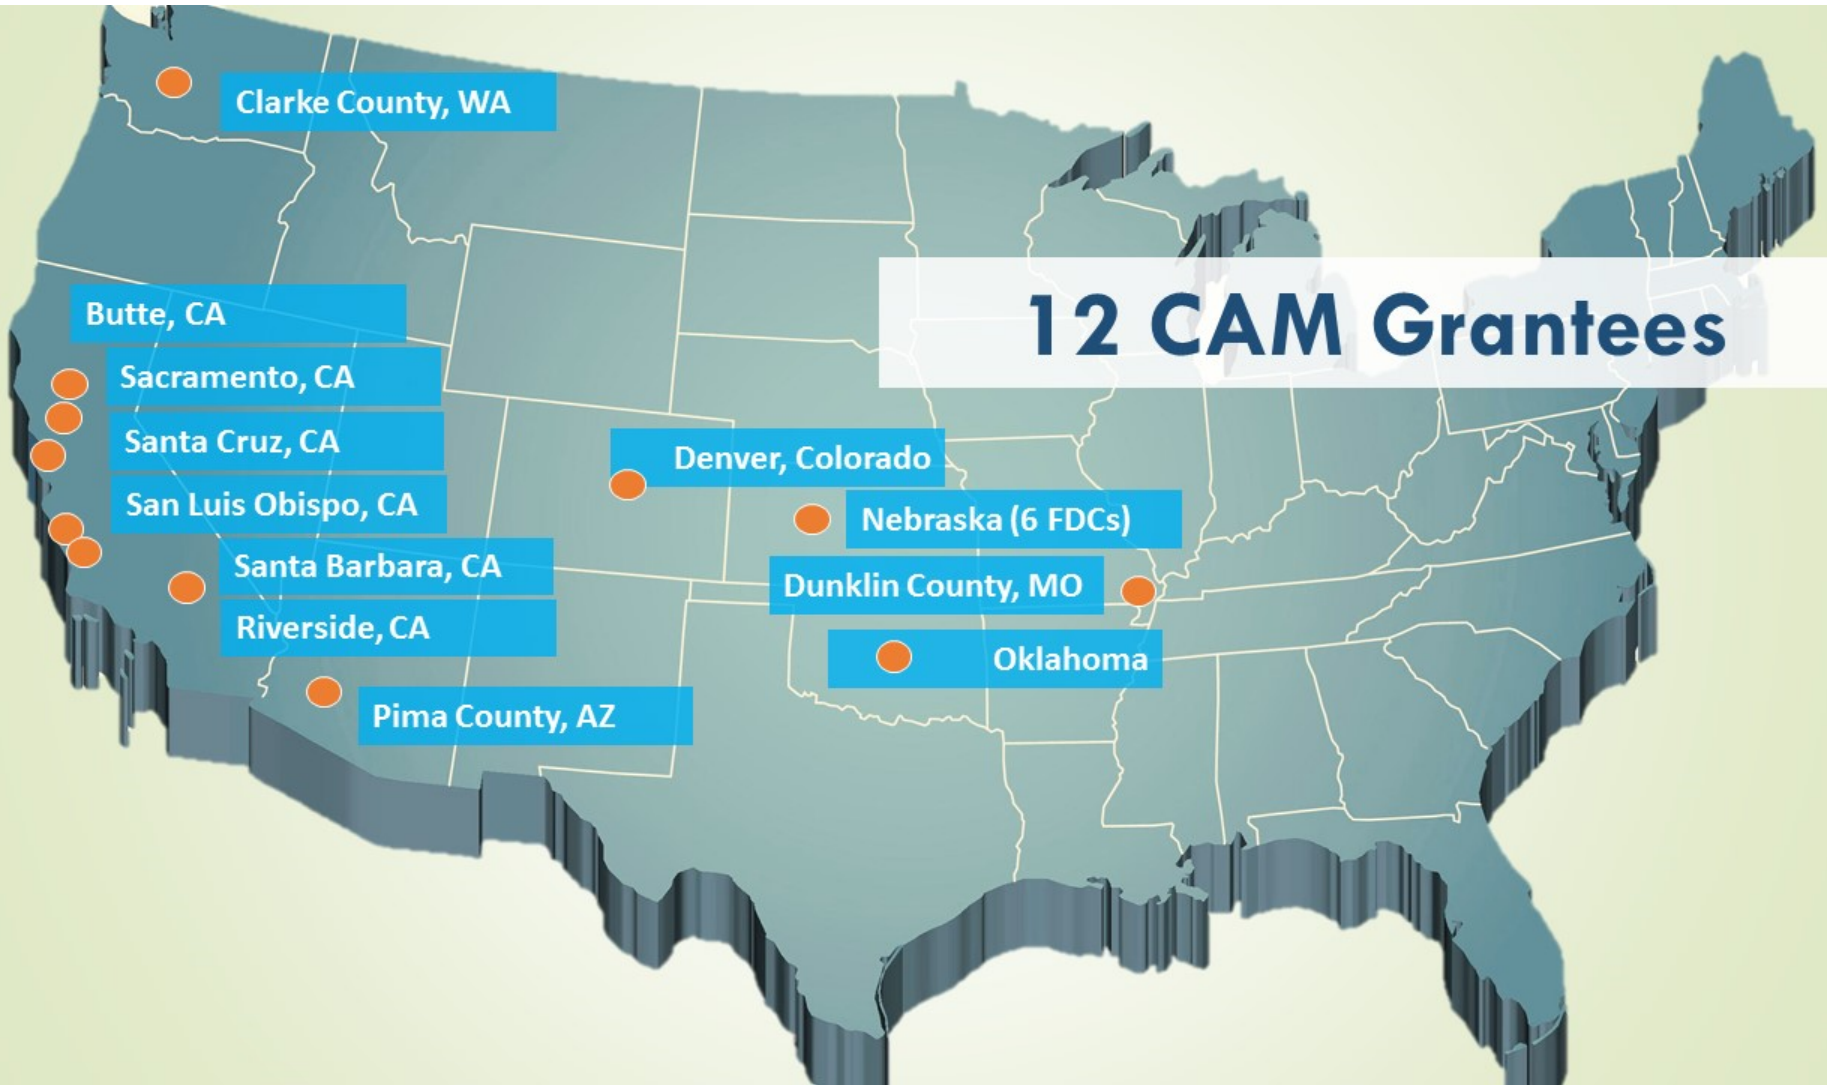 Clarke County, WA
12 CAM Grantees
Butte, CA
Sacramento, CA
Santa Cruz, CA
San Luis Obispo, CA
Santa Barbara, CA
Riverside, CA
Pima County, AZ
Denver, Colorado
Nebraska (6 FDCs)
Dunklin County, MO
Oklahoma